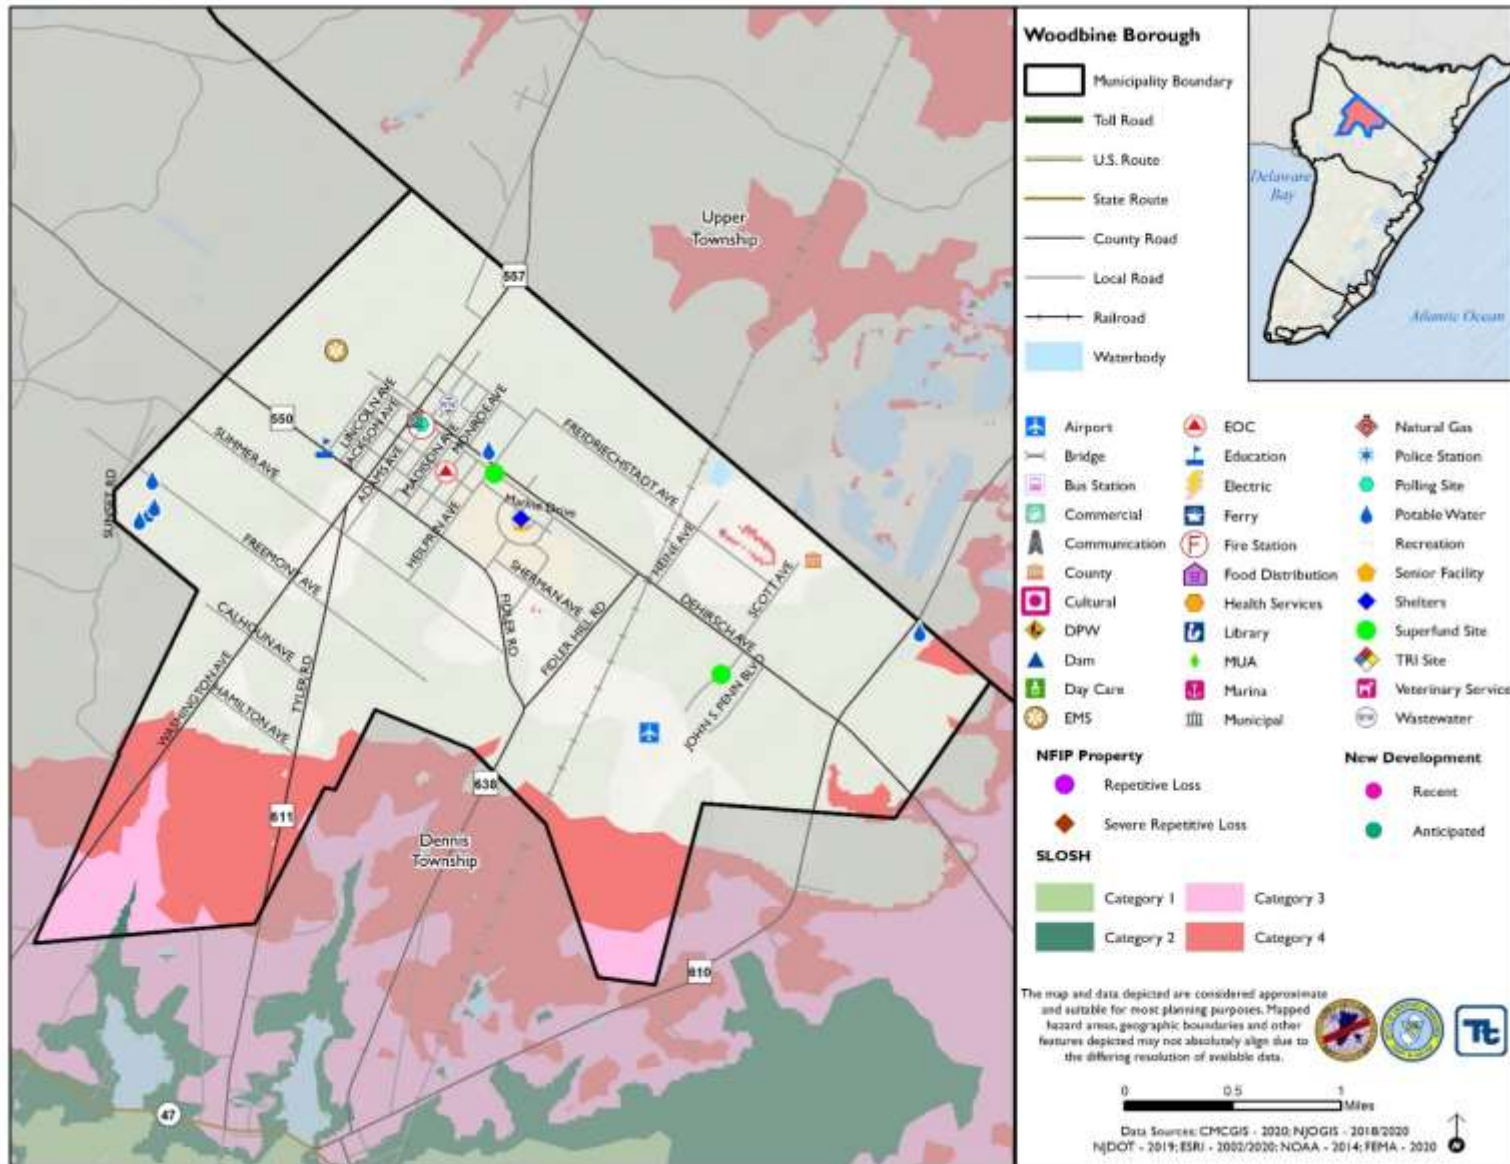 Upper
Township
557
550
LINCOLN AVE
JACKSON AVE
ADAMS AVE
MADISON AVE
MONROE AVE
HEILPRIN AVE
SUMMER AVE
SUNSET RD
FREEMONT AVE
CALHOUN AVE
HAMILTON AVE
WASHINGTON AVE
TYLER RD
FREIDRIECHSTADT AVE
Marine Drive
SHERMAN AVE
FIDLER RD
FIDLER HILL RD
HEINE AVE
DEHIRSCH AVE
SCOTT AVE
JOHN S. PENN BLVD
638
611
Dennis
Township
610
47
Woodbine Borough
Municipality Boundary
Toll Road
U.S. Route
State Route
County Road
Local Road
Railroad
Waterbody
Delaware
Bay
Atlantic Ocean
Airport
Bridge
Bus Station
Commercial
Communication
County
Cultural
DPW
Dam
Day Care
EMS
EOC
Education
Electric
Ferry
F
Fire Station
Food Distribution
Health Services
Library
MUA
Marina
Municipal
Natural Gas
Police Station
Polling Site
Potable Water
Recreation
Senior Facility
Shelters
Superfund Site
TRI Site
Veterinary Service
Wastewater
NFIP Property
Repetitive Loss
Severe Repetitive Loss
New Development
Recent
Anticipated
SLOSH
Category 1
Category 3
Category 2
Category 4
The map and data depicted are considered approximate
and suitable for most planning purposes. Mapped
hazard areas, geographic boundaries and other
features depicted may not absolutely align due to
the differing resolution of available data.
Tt
0 0.5 1
Miles
Data Sources: CMCGIS - 2020; NJOGIS - 2018/2020
NJDOT - 2019; ESRI - 2002/2020; NOAA - 2014; FEMA - 2020
N